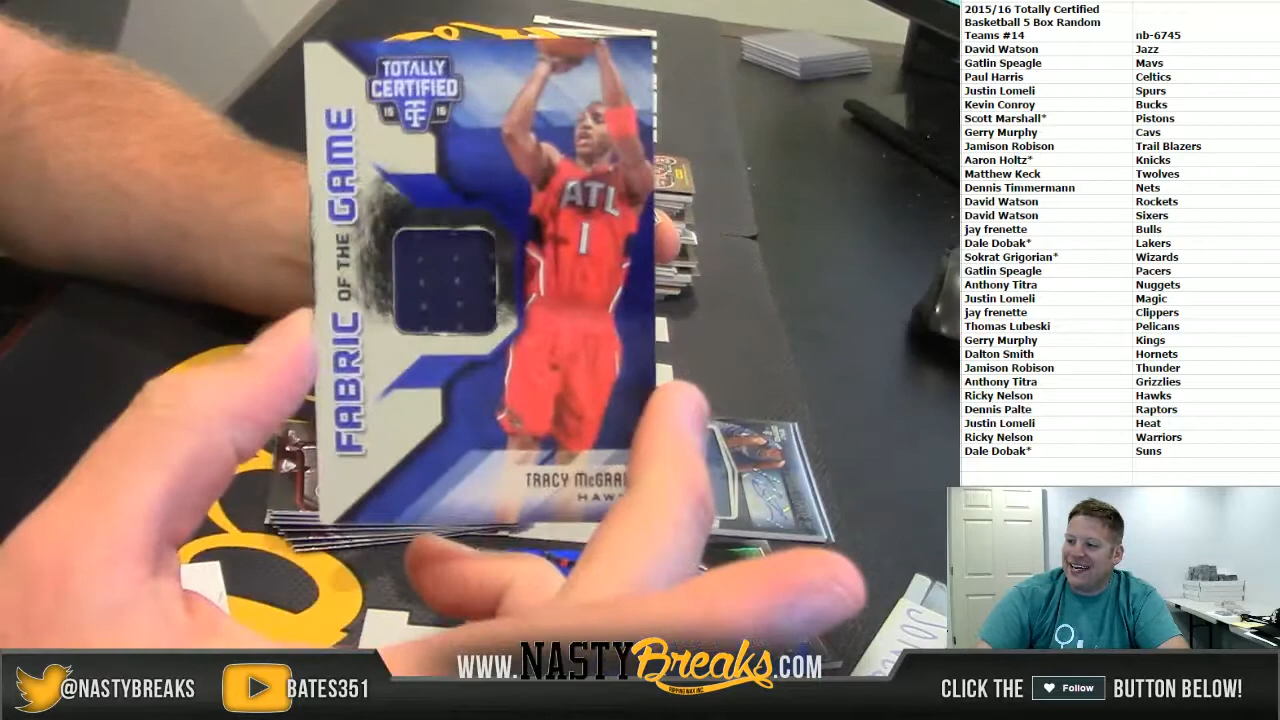 TOTALLY
CERTIFIED
15 16
TC
FABRIC OF THE GAME
ATL
1
TRACY
2015/16 Totally Certified
Basketball 5 Box Random
Teams #14 nb-6745
David Watson Jazz
Gatlin Speagle Mavs
Paul Harris Celtics
Justin Lomeli Spurs
Kevin Conroy Bucks
Scott Marshall* Pistons
Gerry Murphy Cavs
Jamison Robison Trail Blazers
Aaron Holtz* Knicks
Matthew Keck Twolves
Dennis Timmermann Nets
David Watson Rockets
David Watson Sixers
jay frenette Bulls
Dale Dobak* Lakers
Sokrat Grigorian* Wizards
Gatlin Speagle Pacers
Anthony Titra Nuggets
Justin Lomeli Magic
jay frenette Clippers
Thomas Lubeski Pelicans
Gerry Murphy Kings
Dalton Smith Hornets
Jamison Robison Thunder
Anthony Titra Grizzlies
Ricky Nelson Hawks
Dennis Palte Raptors
Justin Lomeli Heat
Ricky Nelson Warriors
Dale Dobak* Suns
@NASTYBREAKS
BATES351
WWW.NASTYBreaks.COM
CLICK THE Follow BUTTON BELOW!